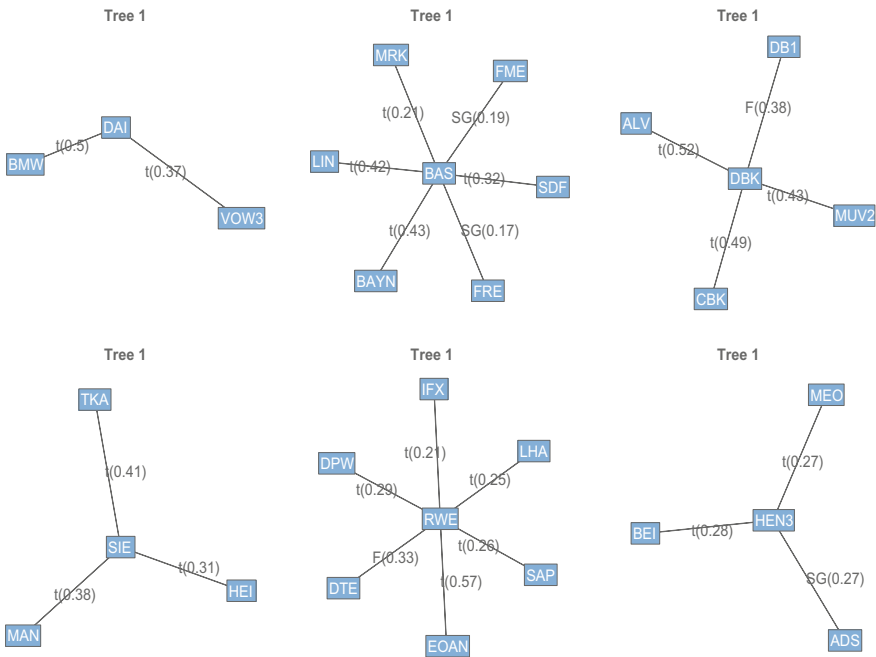 Tree 1
DAI
BMW
VOW3
t(0.5)
t(0.37)
Tree 1
MRK
FME
LIN
BAS
SDF
BAYN
FRE
t(0.21)
SG(0.19)
t(0.42)
t(0.32)
t(0.43)
SG(0.17)
Tree 1
DB1
ALV
DBK
MUV2
CBK
F(0.38)
t(0.52)
t(0.43)
t(0.49)
Tree 1
TKA
SIE
HEI
MAN
t(0.41)
t(0.31)
t(0.38)
Tree 1
IFX
LHA
DPW
RWE
SAP
DTE
EOAN
t(0.21)
t(0.25)
t(0.29)
t(0.26)
F(0.33)
t(0.57)
Tree 1
MEO
HEN3
BEI
ADS
t(0.27)
t(0.28)
SG(0.27)